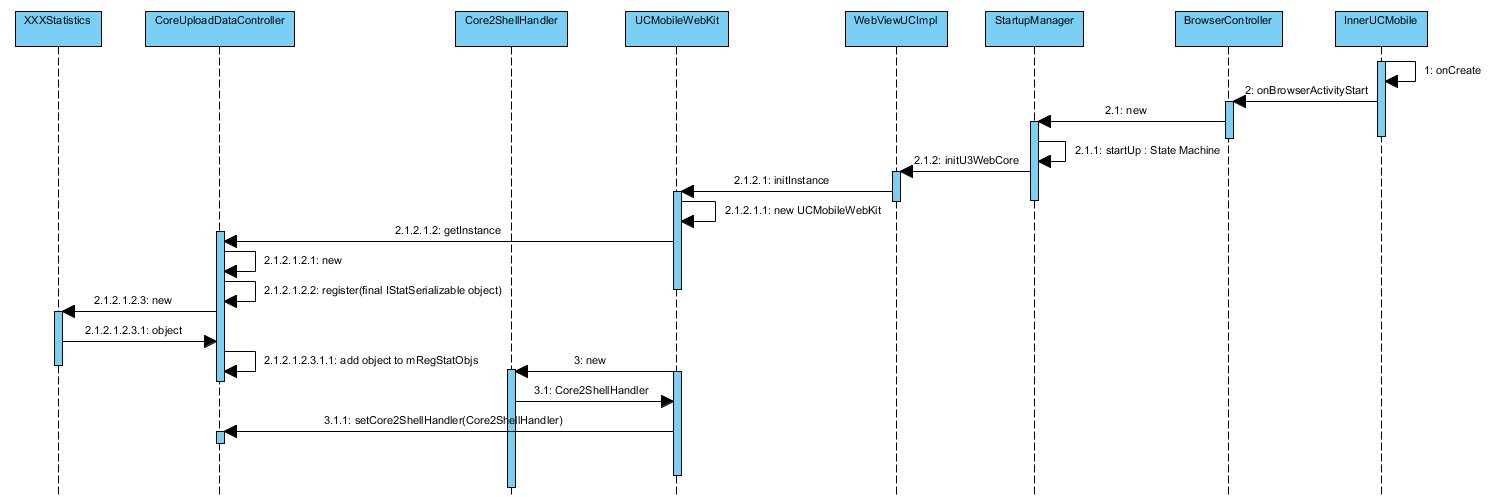 XXXStatistics
CoreUploadDataController
Core2ShellHandler
UCMobileWebKit
WebViewUCImpl
StartupManager
BrowserController
InnerUCMobile
1: onCreate
2: onBrowserActivityStart
2.1: new
2.1.1: startUp : State Machine
2.1.2: initU3WebCore
2.1.2.1: initInstance
2.1.2.1.1: new UCMobileWebKit
2.1.2.1.2: getInstance
2.1.2.1.2.1: new
2.1.2.1.2.2: register(final IStatSerializable object)
2.1.2.1.2.3: new
2.1.2.1.2.3.1: object
2.1.2.1.2.3.1.1: add object to mRegStatObjs
3: new
3.1: Core2ShellHandler
3.1.1: setCore2ShellHandler(Core2ShellHandler)